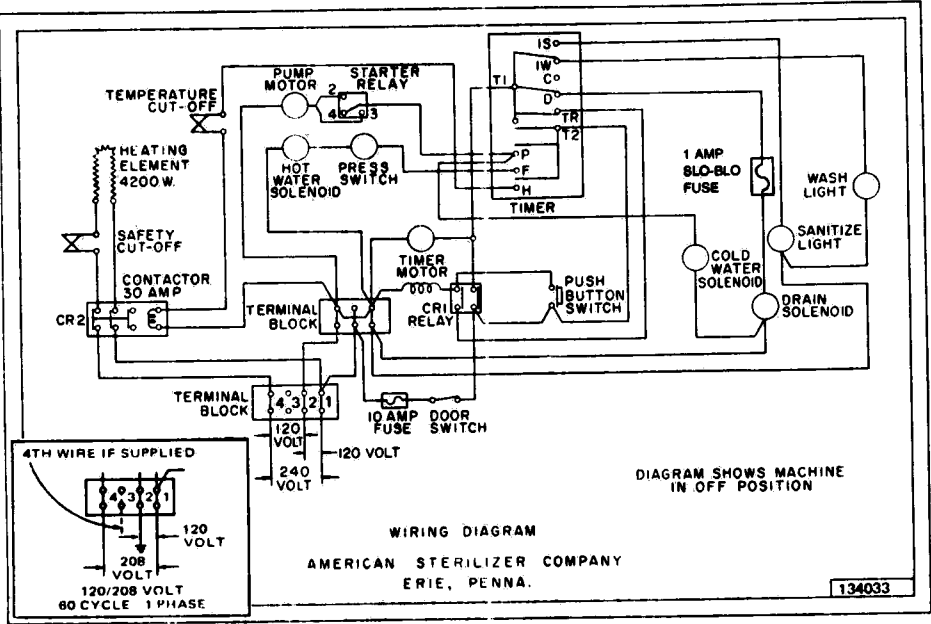 IS
IW
C
D
T1
TR
T2
P
F
H
TIMER
PUMP
MOTOR
STARTER
RELAY
2
4
3
TEMPERATURE
CUT-OFF
HEATING
ELEMENT
4200 W.
HOT
WATER
SOLENOID
PRESS
SWITCH
1 AMP
SLO-BLO
FUSE
WASH
LIGHT
SAFETY
CUT-OFF
SANITIZE
LIGHT
TIMER
MOTOR
COLD
WATER
SOLENOID
CONTACTOR
30 AMP
CR2
TERMINAL
BLOCK
CR1
RELAY
PUSH
BUTTON
SWITCH
DRAIN
SOLENOID
TERMINAL
BLOCK
4 3 2 1
10 AMP
FUSE
DOOR
SWITCH
120
VOLT
120 VOLT
240
VOLT
4TH WIRE IF SUPPLIED
4 3 2 1
120
VOLT
208
VOLT
120/208 VOLT
60 CYCLE 1 PHASE
DIAGRAM SHOWS MACHINE
IN OFF POSITION
WIRING DIAGRAM
AMERICAN STERILIZER COMPANY
ERIE, PENNA.
134033